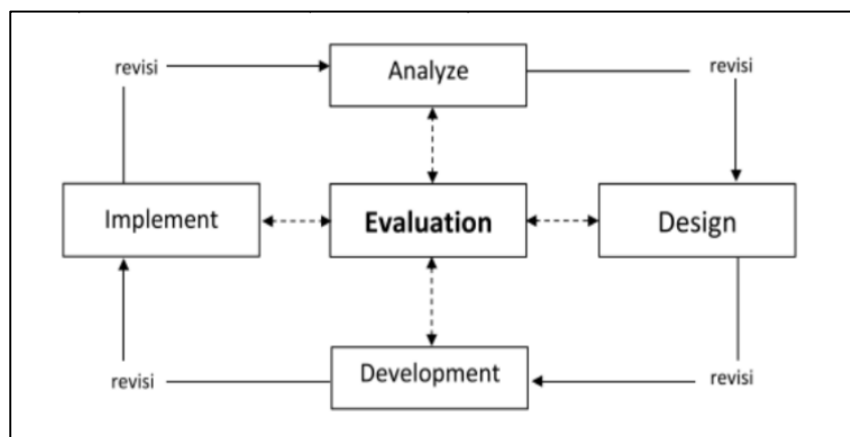 revisi
Analyze
revisi
Implement
Evaluation
Design
revisi
Development
revisi